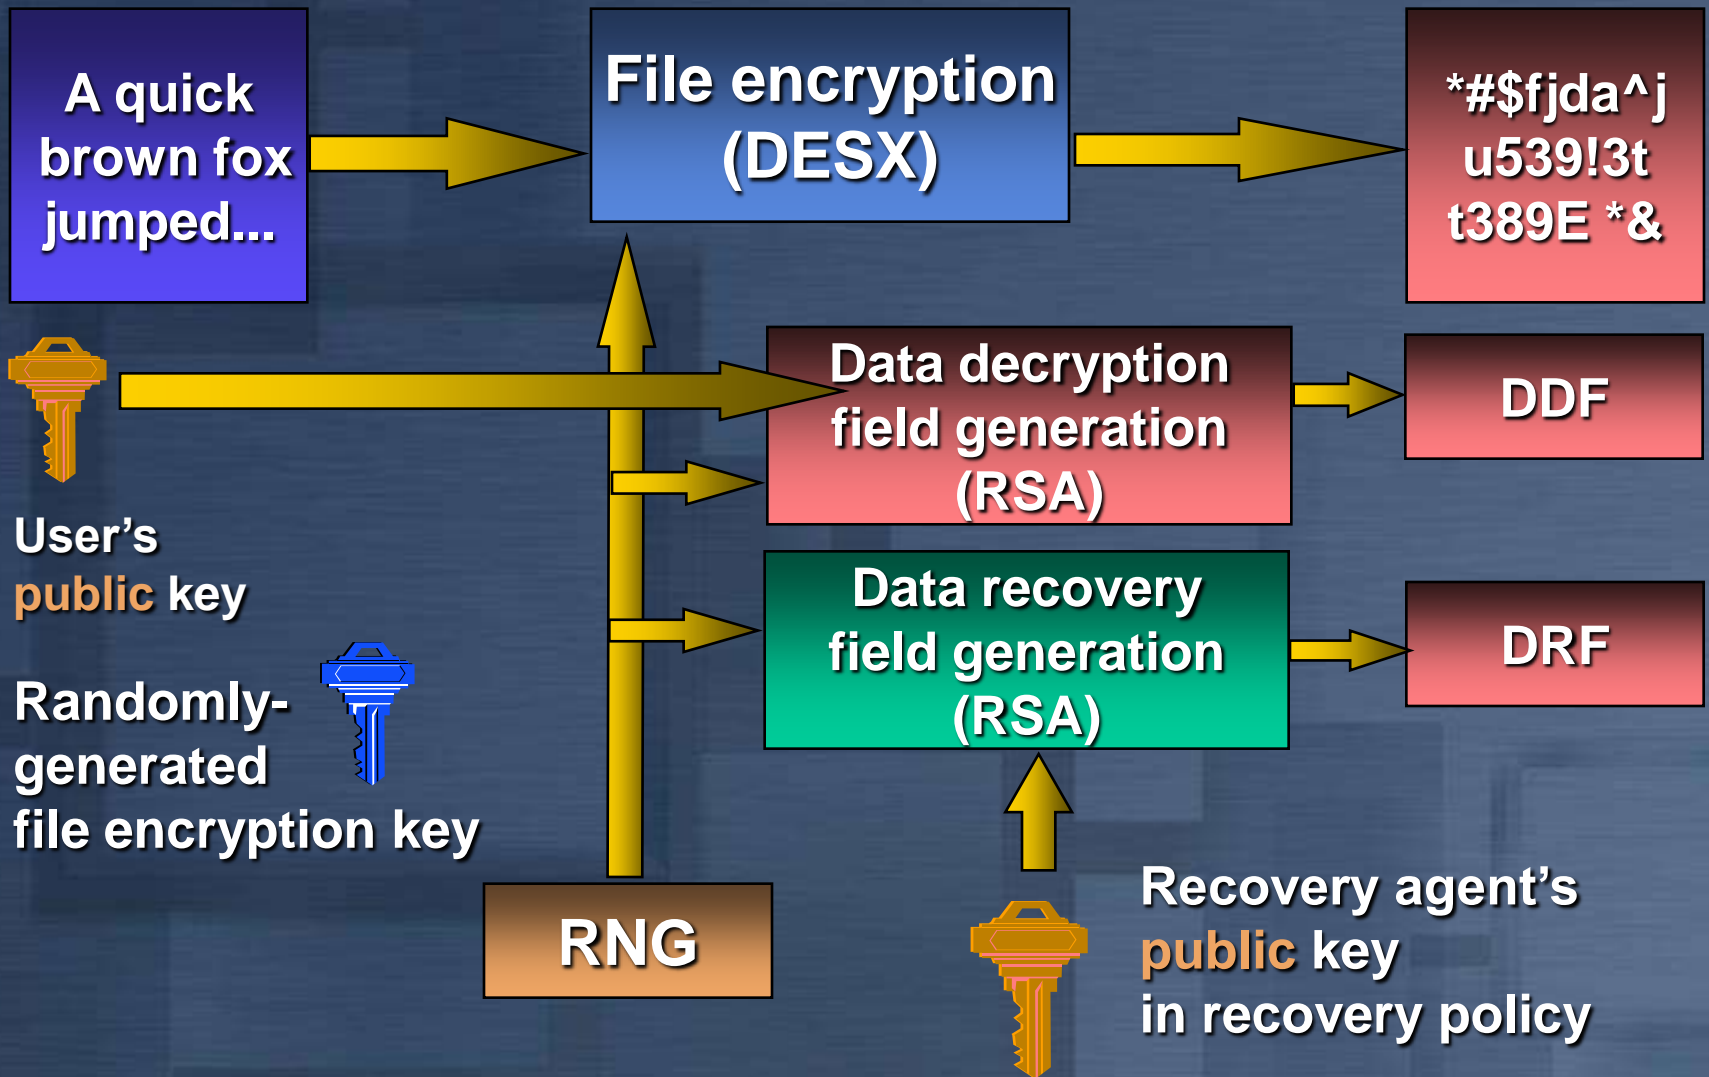 A quick
brown fox
jumped...
File encryption
(DESX)
*#$fjda^j
u539!3t
t389E *&
Data decryption
field generation
(RSA)
DDF
User’s
public key
Data recovery
field generation
(RSA)
DRF
Randomly-
generated
file encryption key
RNG
Recovery agent’s
public key
in recovery policy